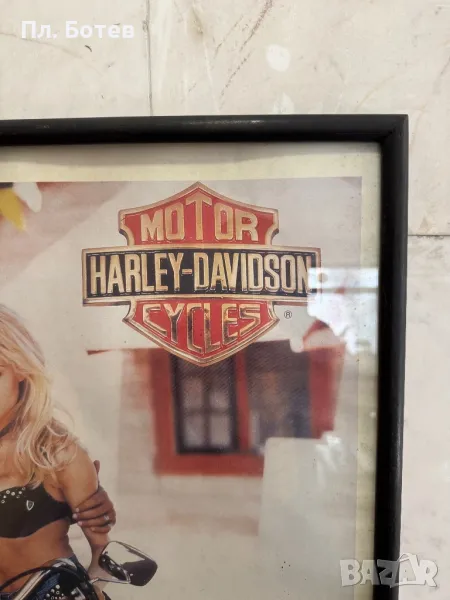 Пл. Ботев
MOTOR
HARLEY-DAVIDSON
CYCLES
®
BAZAR